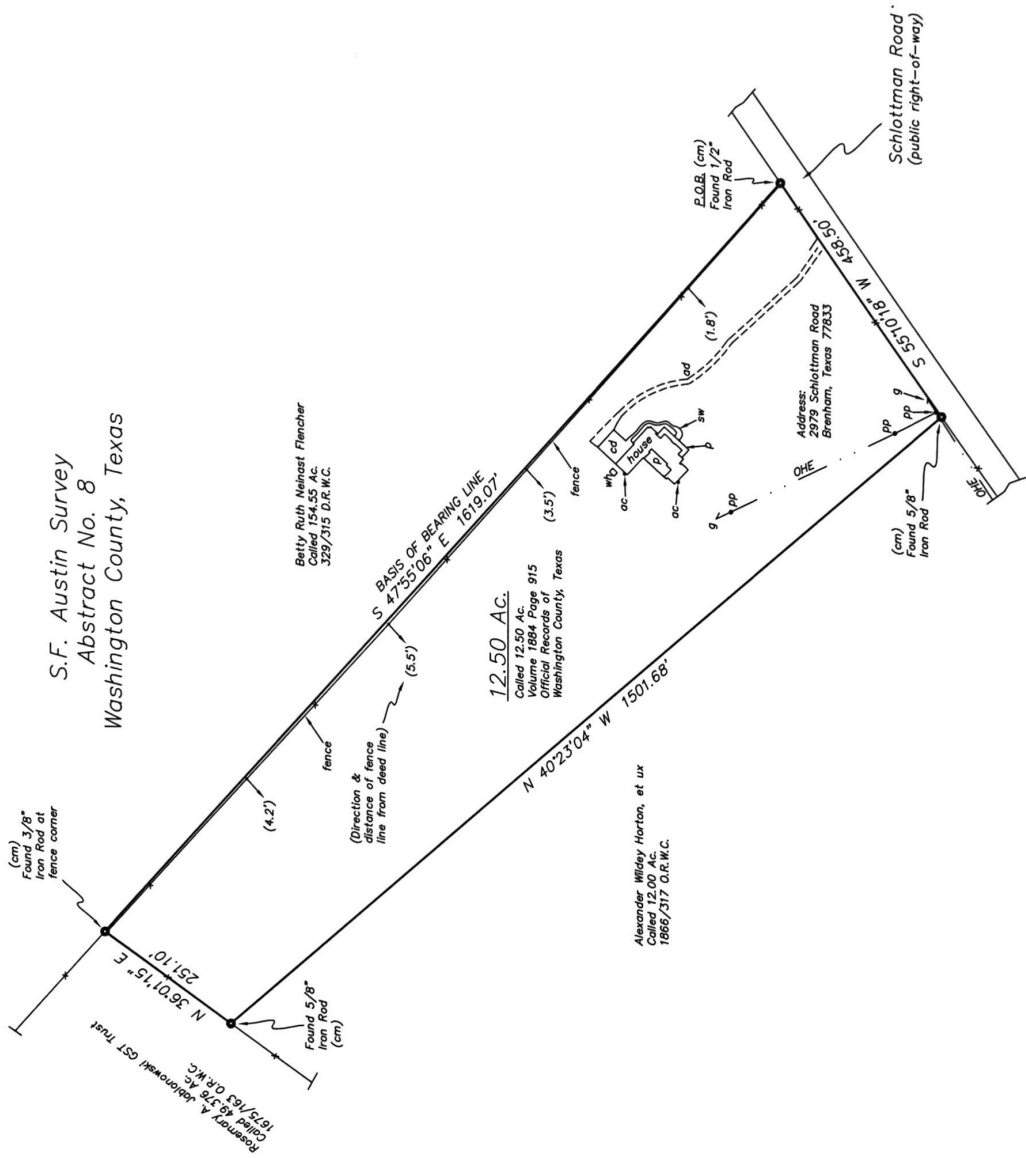 S.F. Austin Survey
Abstract No. 8
Washington County, Texas
(cm)
Found 3/8"
Iron Rod at
fence corner
N 36°01'15" E
251.10'
Rosemary A. Jablonowski GST Trust
Called 49.376 Ac.
1675/163 O.R.W.C.
Found 5/8"
Iron Rod
(cm)
(4.2')
fence
(Direction &
distance of fence
line from deed line)
(5.5')
Betty Ruth Neinast Flencher
Called 154.55 Ac.
329/315 D.R.W.C.
BASIS OF BEARING LINE
S 47°55'06" E 1619.07'
(3.5')
fence
(1.8')
12.50 Ac.
Called 12.50 Ac.
Volume 1884 Page 915
Official Records of
Washington County, Texas
N 40°23'04" W 1501.68'
Alexander Wildey Horton, et ux
Called 12.00 Ac.
1866/317 O.R.W.C.
wh
ac
cd
house
p
sw
p
ac
ad
g
pp
OHE
pp
pp
g
OHE
Address:
2979 Schlottman Road
Brenham, Texas 77833
S 55°10'18" W 458.50'
P.O.B. (cm)
Found 1/2"
Iron Rod
(cm)
Found 5/8"
Iron Rod
Schlottman Road
(public right-of-way)